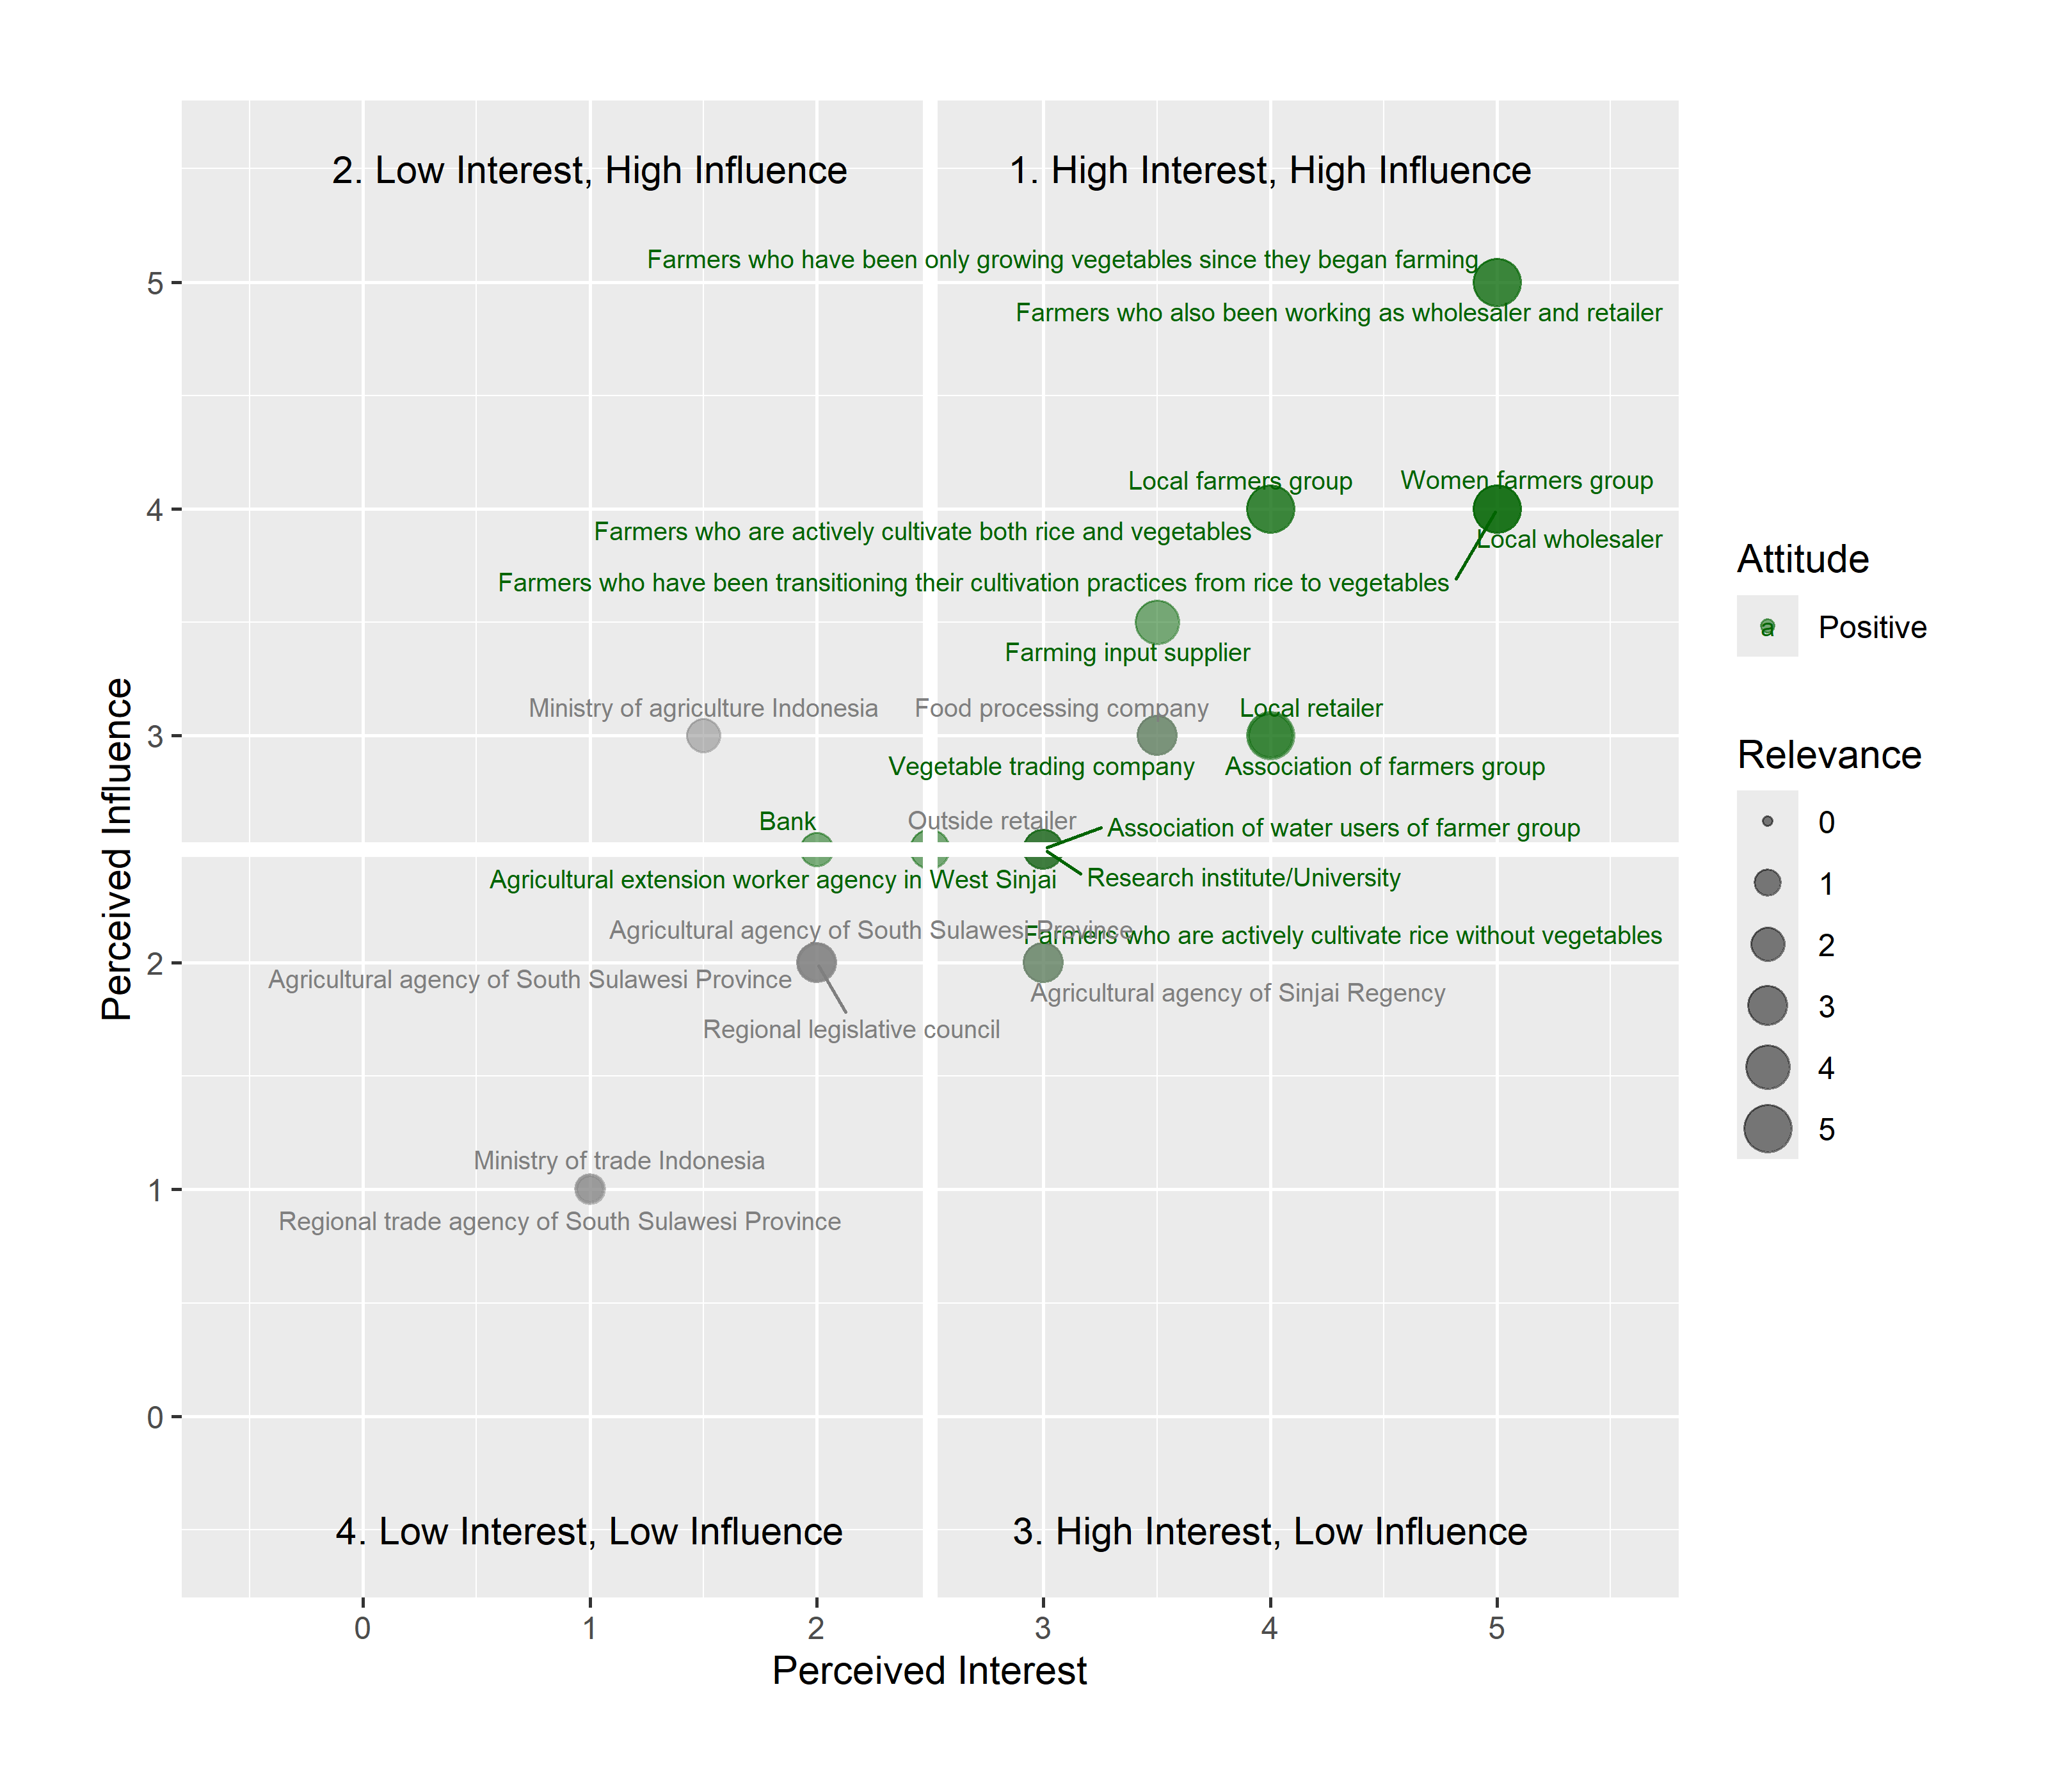 2. Low Interest, High Influence
1. High Interest, High Influence
Farmers who have been only growing vegetables since they began farming
5
Farmers who also been working as wholesaler and retailer
Local farmers group
Women farmers group
4
Farmers who are actively cultivate both rice and vegetables
Local wholesaler
Farmers who have been transitioning their cultivation practices from rice to vegetables
Farming input supplier
Ministry of agriculture Indonesia
Food processing company
Local retailer
3
Vegetable trading company
Association of farmers group
Bank
Outside retailer
Association of water users of farmer group
Agricultural extension worker agency in West Sinjai
Research institute/University
Agricultural agency of South Sulawesi Province
Farmers who are actively cultivate rice without vegetables
2
Agricultural agency of South Sulawesi Province
Agricultural agency of Sinjai Regency
Regional legislative council
Ministry of trade Indonesia
1
Regional trade agency of South Sulawesi Province
0
4. Low Interest, Low Influence
3. High Interest, Low Influence
0
1
2
3
4
5
Perceived Interest
Perceived Influence
Attitude
a
Positive
Relevance
0
1
2
3
4
5